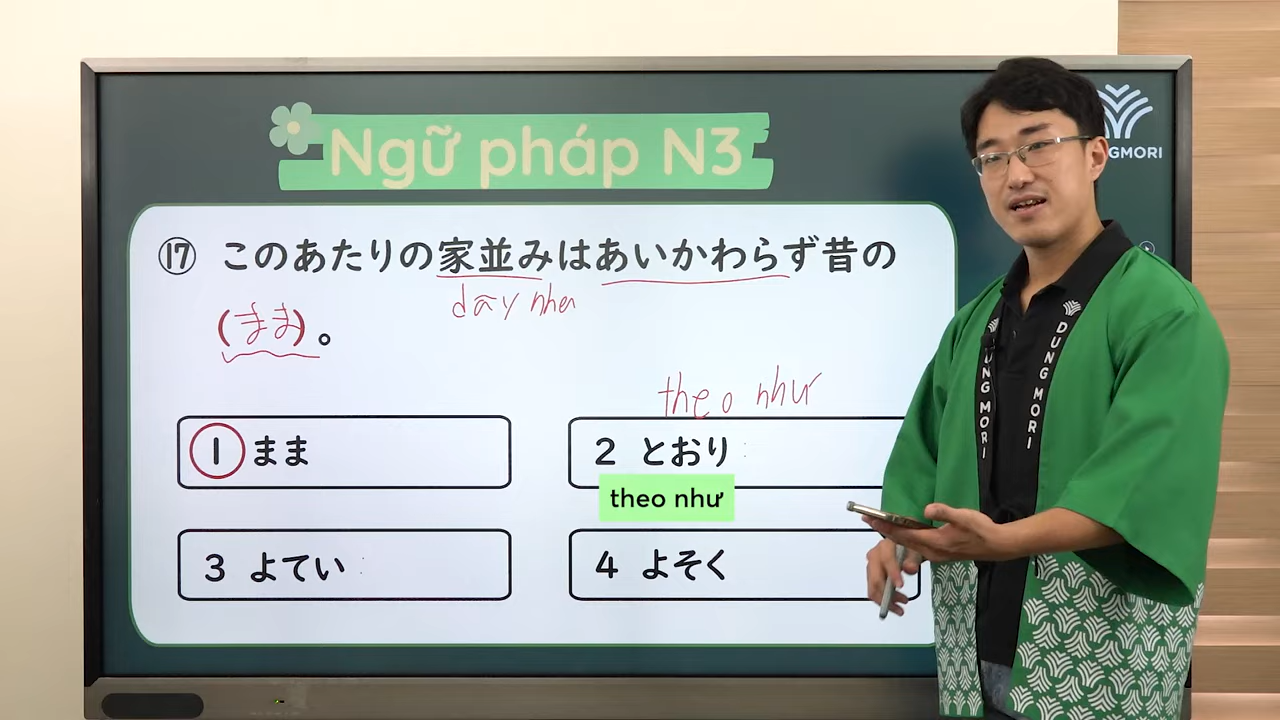 Ngữ pháp N3
⑰ このあたりの家並みはあいかわらず昔の
dãy nhà
(まま)。
theo như
1 まま
2 とおり
theo như
3 よてい
4 よそく
GMORI
DUNG MORI
DUNG MORI